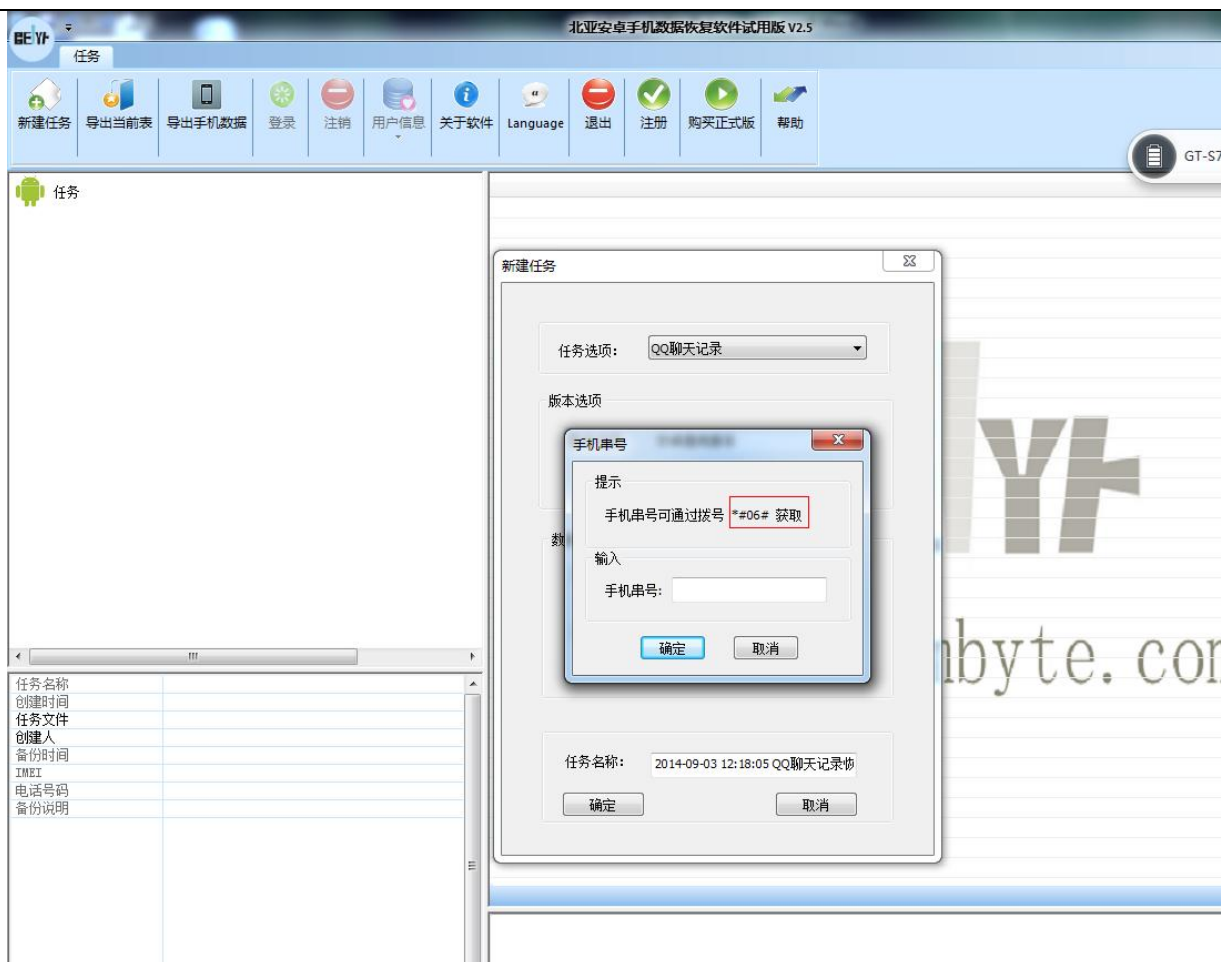 北亚安卓手机数据恢复软件试用版 V2.5
任务
新建任务 导出当前表 导出手机数据 登录 注销 用户信息 关于软件 Language 退出 注册 购买正式版 帮助
GT-S7
任务
新建任务
任务选项: QQ聊天记录
版本选项
手机串号
提示
手机串号可通过拨号 *#06# 获取
数
输入
手机串号:
确定 取消
nbyte.com
任务名称: 2014-09-03 12:18:05 QQ聊天记录恢
确定 取消
任务名称
创建时间
任务文件
创建人
备份时间
IMEI
电话号码
备份说明